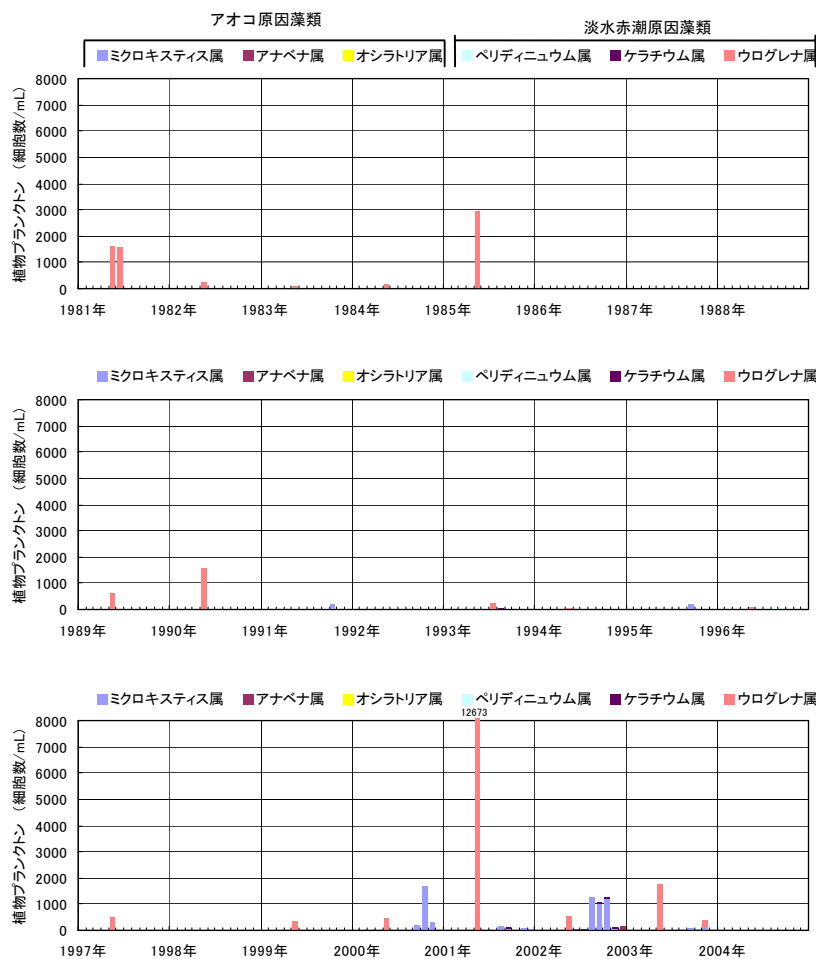 アオコ原因藻類 淡水赤潮原因藻類
ミクロキスティス属 アナベナ属 オシラトリア属 ペリディニュウム属 ケラチウム属 ウログレナ属
植物プランクトン (細胞数/mL)
8000
7000
6000
5000
4000
3000
2000
1000
0
1981年 1982年 1983年 1984年 1985年 1986年 1987年 1988年
ミクロキスティス属 アナベナ属 オシラトリア属 ペリディニュウム属 ケラチウム属 ウログレナ属
植物プランクトン (細胞数/mL)
8000
7000
6000
5000
4000
3000
2000
1000
0
1989年 1990年 1991年 1992年 1993年 1994年 1995年 1996年
ミクロキスティス属 アナベナ属 オシラトリア属 ペリディニュウム属 ケラチウム属 ウログレナ属
12673
植物プランクトン (細胞数/mL)
8000
7000
6000
5000
4000
3000
2000
1000
0
1997年 1998年 1999年 2000年 2001年 2002年 2003年 2004年